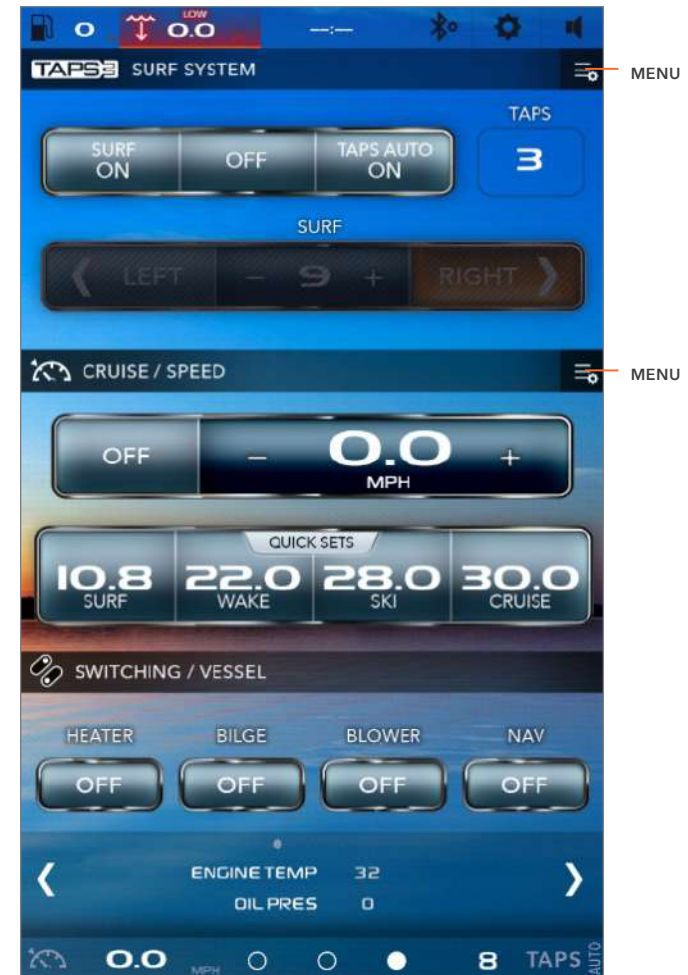 0 LOW 0.0 --:--
TAPS3 SURF SYSTEM MENU
TAPS
SURF ON OFF TAPS AUTO ON 3
SURF
LEFT - 9 + RIGHT
CRUISE / SPEED MENU
OFF - 0.0 +
MPH
QUICK SETS
10.8 22.0 28.0 30.0
SURF WAKE SKI CRUISE
SWITCHING / VESSEL
HEATER BILGE BLOWER NAV
OFF OFF OFF OFF
ENGINE TEMP 32
OIL PRES 0
0.0 MPH 8 TAPS AUTO